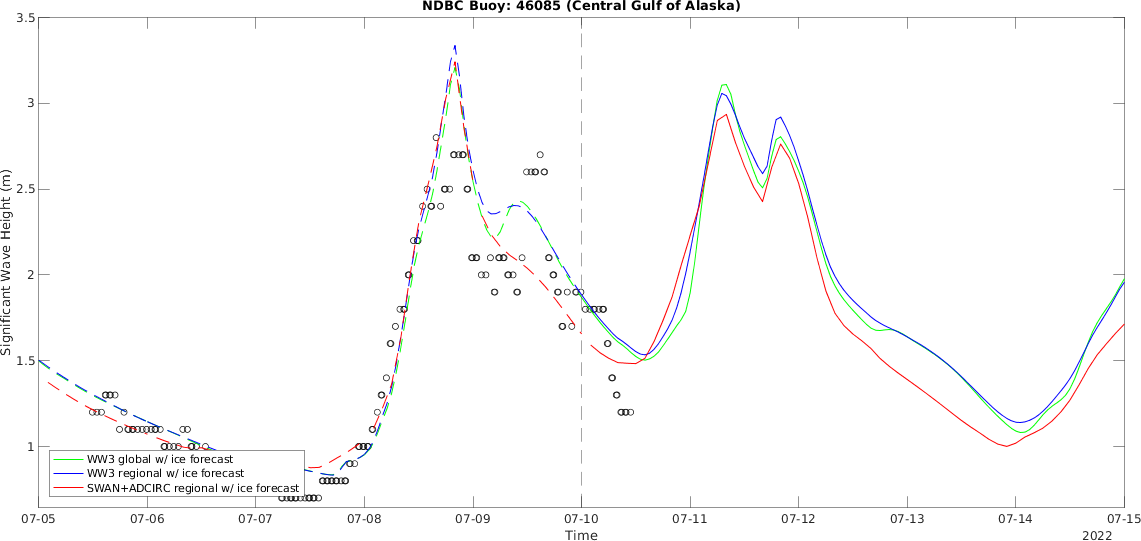 NDBC Buoy: 46085 (Central Gulf of Alaska)
3.5
3
2.5
2
1.5
1
Significant Wave Height (m)
WW3 global w/ ice forecast
WW3 regional w/ ice forecast
SWAN+ADCIRC regional w/ ice forecast
07-05 07-06 07-07 07-08 07-09 07-10 07-11 07-12 07-13 07-14 07-15
Time
2022